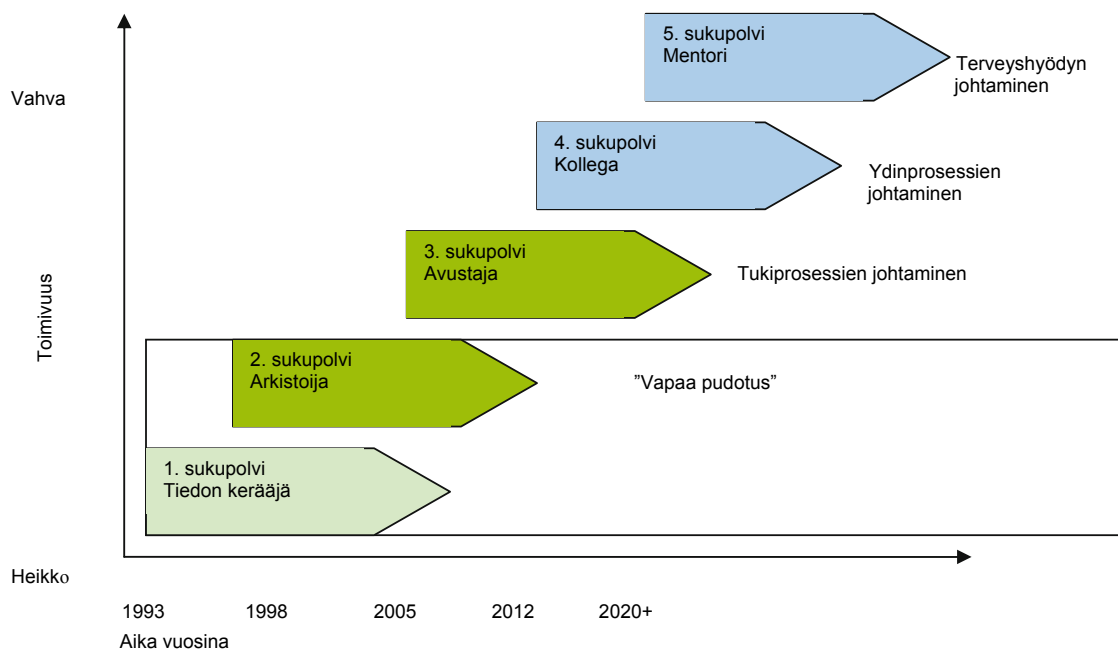 5. sukupolvi
Mentori
Terveyshyödyn
johtaminen
Vahva
4. sukupolvi
Kollega
Ydinprosessien
johtaminen
3. sukupolvi
Avustaja
Tukiprosessien johtaminen
Toimivuus
2. sukupolvi
Arkistoija
”Vapaa pudotus”
1. sukupolvi
Tiedon kerääjä
Heikko
1993 1998 2005 2012 2020+
Aika vuosina